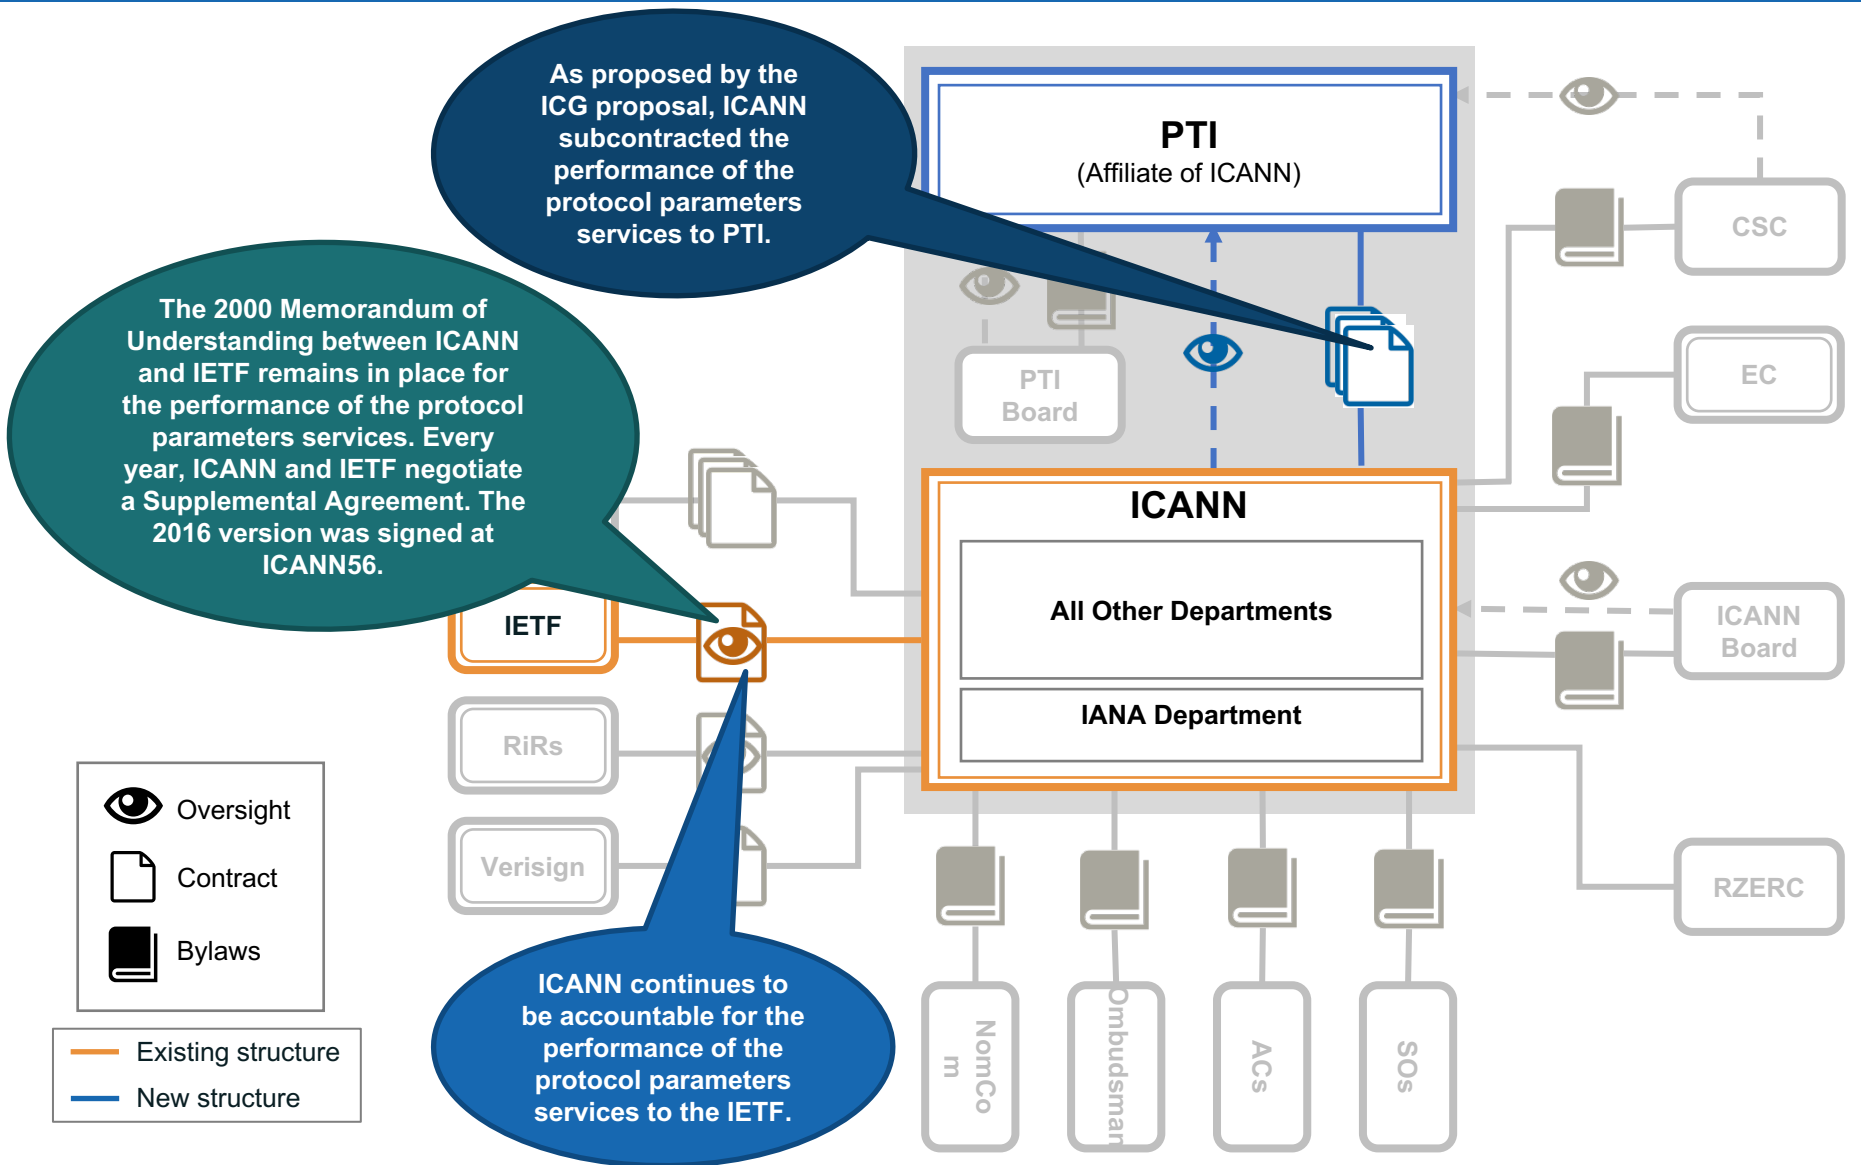 As proposed by the
ICG proposal, ICANN
subcontracted the
performance of the
protocol parameters
services to PTI.
PTI
(Affiliate of ICANN)
CSC
The 2000 Memorandum of
Understanding between ICANN
and IETF remains in place for
the performance of the protocol
parameters services. Every
year, ICANN and IETF negotiate
a Supplemental Agreement. The
2016 version was signed at
ICANN56.
PTI
Board
EC
ICANN
All Other Departments
IANA Department
IETF
ICANN
Board
RiRs
Verisign
RZERC
Oversight
Contract
Bylaws
Existing structure
New structure
ICANN continues to
be accountable for the
performance of the
protocol parameters
services to the IETF.
NomCo
m
Ombudsman
ACs
SOs